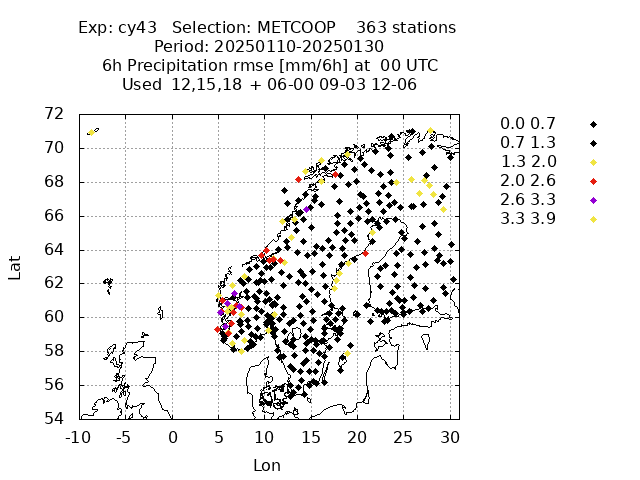 Exp: cy43 Selection: METCOOP 363 stations
Period: 20250110-20250130
6h Precipitation rmse [mm/6h] at 00 UTC
Used 12,15,18 + 06-00 09-03 12-06
72
70
68
66
64
62
60
58
56
54
Lat
-10 -5 0 5 10 15 20 25 30
Lon
0.0 0.7
0.7 1.3
1.3 2.0
2.0 2.6
2.6 3.3
3.3 3.9